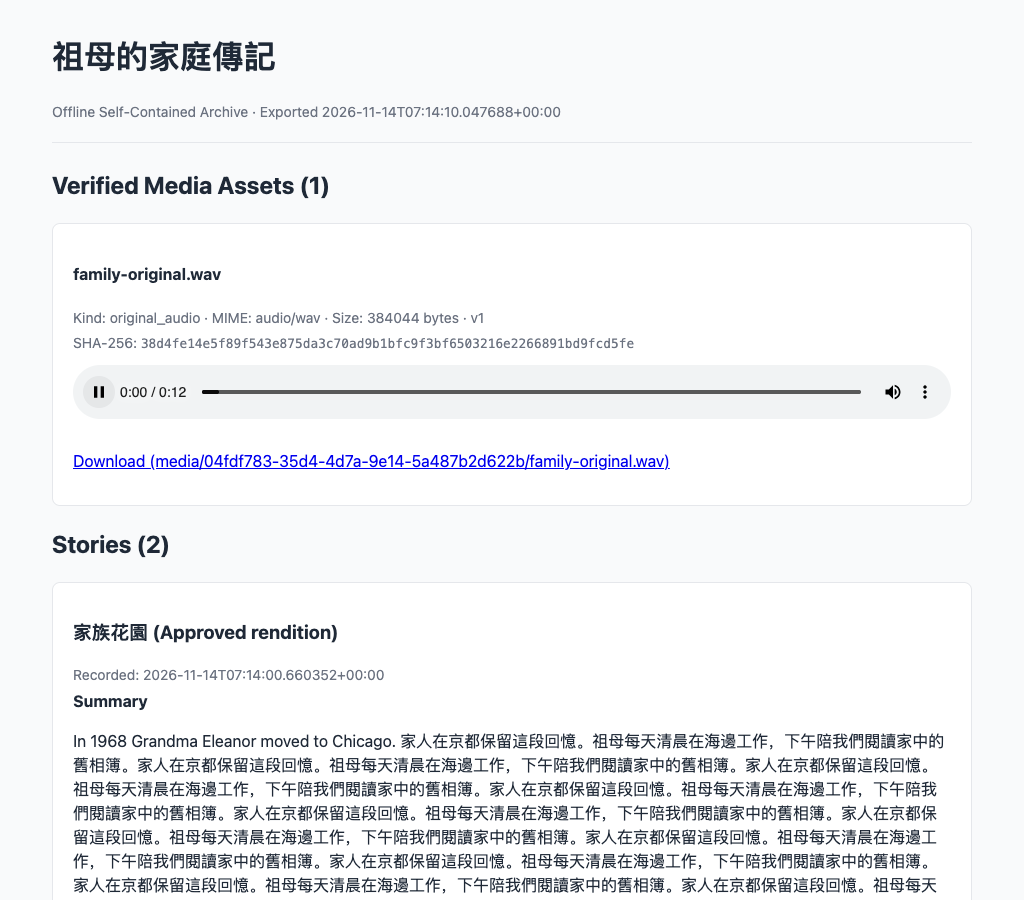 祖母的家庭傳記
Offline Self-Contained Archive · Exported 2026-11-14T07:14:10.047688+00:00
Verified Media Assets (1)
family-original.wav
Kind: original_audio · MIME: audio/wav · Size: 384044 bytes · v1
SHA-256: 38d4fe14e5f89f543e875da3c70ad9b1bfc9f3bf6503216e2266891bd9fcd5fe
0:00 / 0:12
Download (media/04fdf783-35d4-4d7a-9e14-5a487b2d622b/family-original.wav)
Stories (2)
家族花園 (Approved rendition)
Recorded: 2026-11-14T07:14:00.660352+00:00
Summary
In 1968 Grandma Eleanor moved to Chicago. 家人在京都保留這段回憶。祖母每天清晨在海邊工作，下午陪我們閱讀家中的
舊相簿。家人在京都保留這段回憶。祖母每天清晨在海邊工作，下午陪我們閱讀家中的舊相簿。家人在京都保留這段回憶。
祖母每天清晨在海邊工作，下午陪我們閱讀家中的舊相簿。家人在京都保留這段回憶。祖母每天清晨在海邊工作，下午陪我
們閱讀家中的舊相簿。家人在京都保留這段回憶。祖母每天清晨在海邊工作，下午陪我們閱讀家中的舊相簿。家人在京都保
留這段回憶。祖母每天清晨在海邊工作，下午陪我們閱讀家中的舊相簿。家人在京都保留這段回憶。祖母每天清晨在海邊工
作，下午陪我們閱讀家中的舊相簿。家人在京都保留這段回憶。祖母每天清晨在海邊工作，下午陪我們閱讀家中的舊相簿。
家人在京都保留這段回憶。祖母每天清晨在海邊工作，下午陪我們閱讀家中的舊相簿。家人在京都保留這段回憶。祖母每天